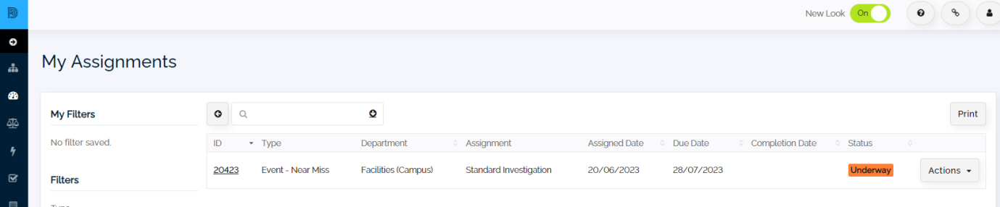 New Look On
My Assignments
My Filters
Print
No filter saved.
ID Type Department Assignment Assigned Date Due Date Completion Date Status
20423 Event - Near Miss Facilities (Campus) Standard Investigation 20/06/2023 28/07/2023 Underway Actions
Filters